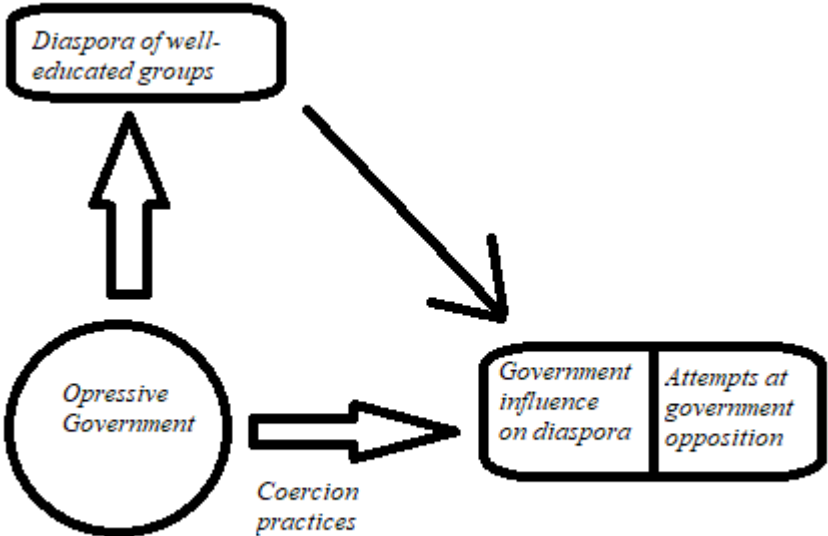 Diaspora of well-
educated groups
Opressive
Government
Coercion
practices
Government
influence
on diaspora
Attempts at
government
opposition